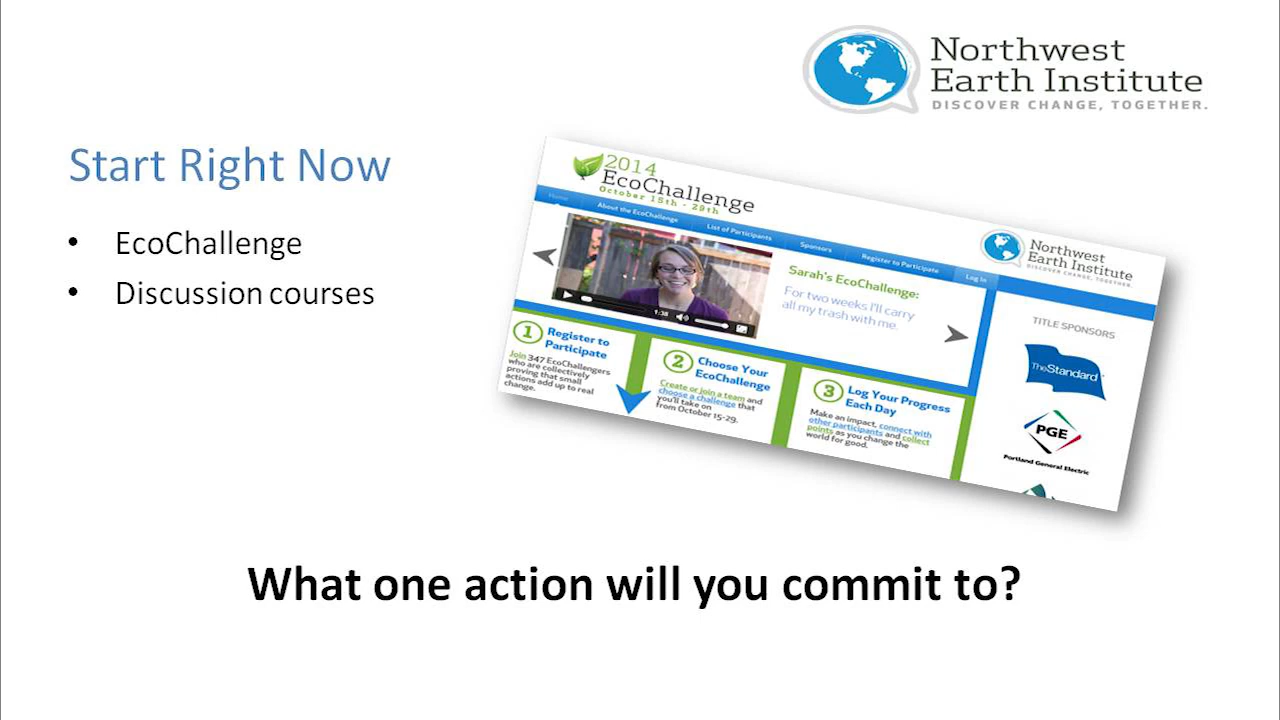 Northwest
Earth Institute
DISCOVER CHANGE, TOGETHER.
Start Right Now
• EcoChallenge
• Discussion courses
2014
EcoChallenge
October 15th - 29th
Home
About the EcoChallenge
List of Participants
Sponsors
Register to Participate
Log In
Northwest
Earth Institute
DISCOVER CHANGE, TOGETHER.
Sarah's EcoChallenge:
For two weeks I'll carry
all my trash with me.
1:38
TITLE SPONSORS
TheStandard
PGE
Portland General Electric
1 Register to
Participate
Join 347 EcoChallengers
who are collectively
proving that small
actions add up to real
change.
2 Choose Your
EcoChallenge
Create or join a team and
choose a challenge that
you'll take on
from October 15-29.
3 Log Your Progress
Each Day
Make an impact, connect with
other participants and collect
points as you change the
world for good.
What one action will you commit to?